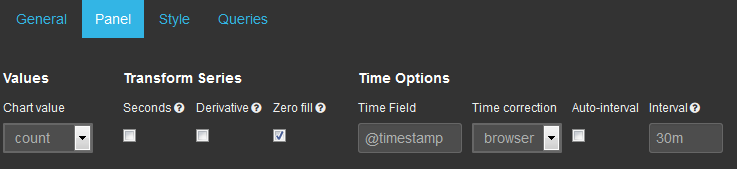 General Panel Style Queries
Values Transform Series Time Options
Chart value Seconds ? Derivative ? Zero fill ? Time Field Time correction Auto-interval Interval ?
count @timestamp browser 30m